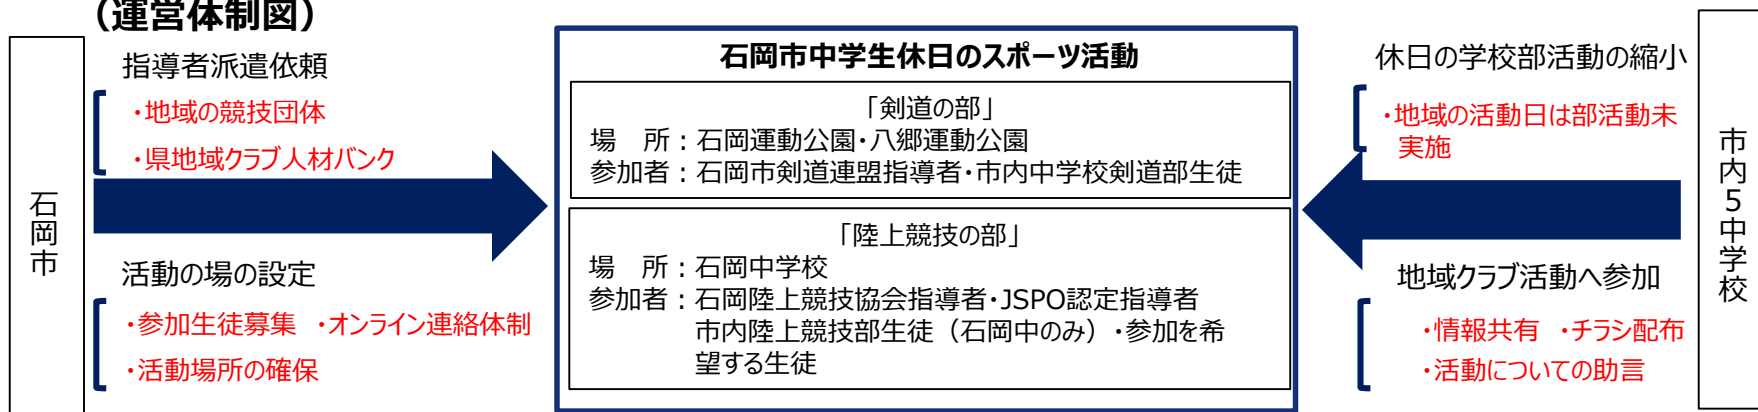 （運営体制図）
石岡市
指導者派遣依頼
・地域の競技団体
・県地域クラブ人材バンク
活動の場の設定
・参加生徒募集　・オンライン連絡体制
・活動場所の確保
石岡市中学生休日のスポーツ活動
「剣道の部」
場　所：石岡運動公園・八郷運動公園
参加者：石岡市剣道連盟指導者・市内中学校剣道部生徒
「陸上競技の部」
場　所：石岡中学校
参加者：石岡陸上競技協会指導者・JSPO認定指導者
市内陸上競技部生徒（石岡中のみ）・参加を希
望する生徒
休日の学校部活動の縮小
・地域の活動日は部活動未
実施
地域クラブ活動へ参加
・情報共有　・チラシ配布
・活動についての助言
市内5中学校